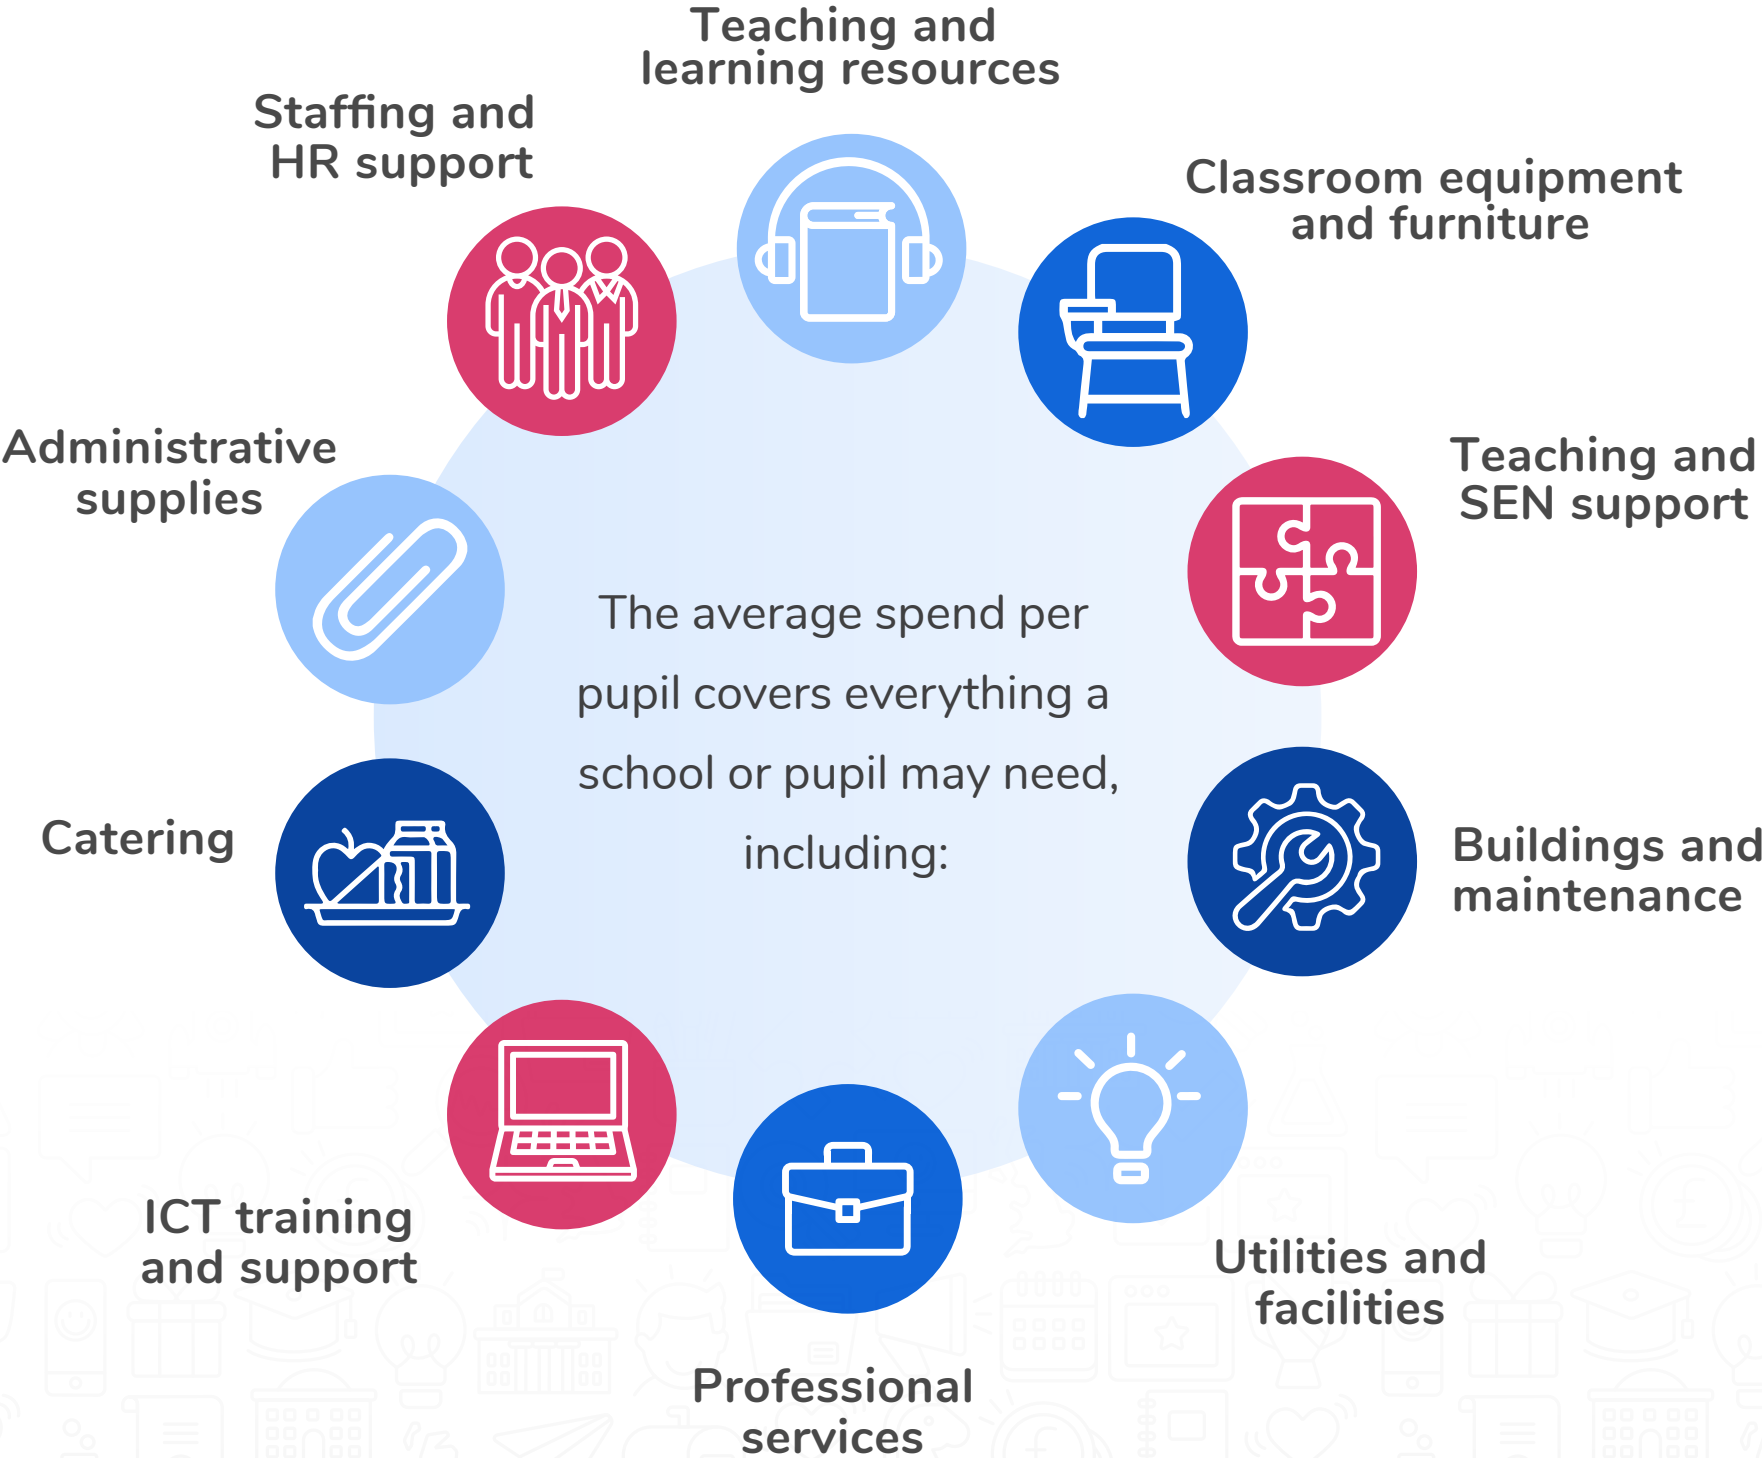 Teaching and
learning resources
Staffing and
HR support
Classroom equipment
and furniture
Administrative
supplies
Teaching and
SEN support
The average spend per
pupil covers everything a
school or pupil may need,
including:
Catering
Buildings and
maintenance
ICT training
and support
Utilities and
facilities
Professional
services